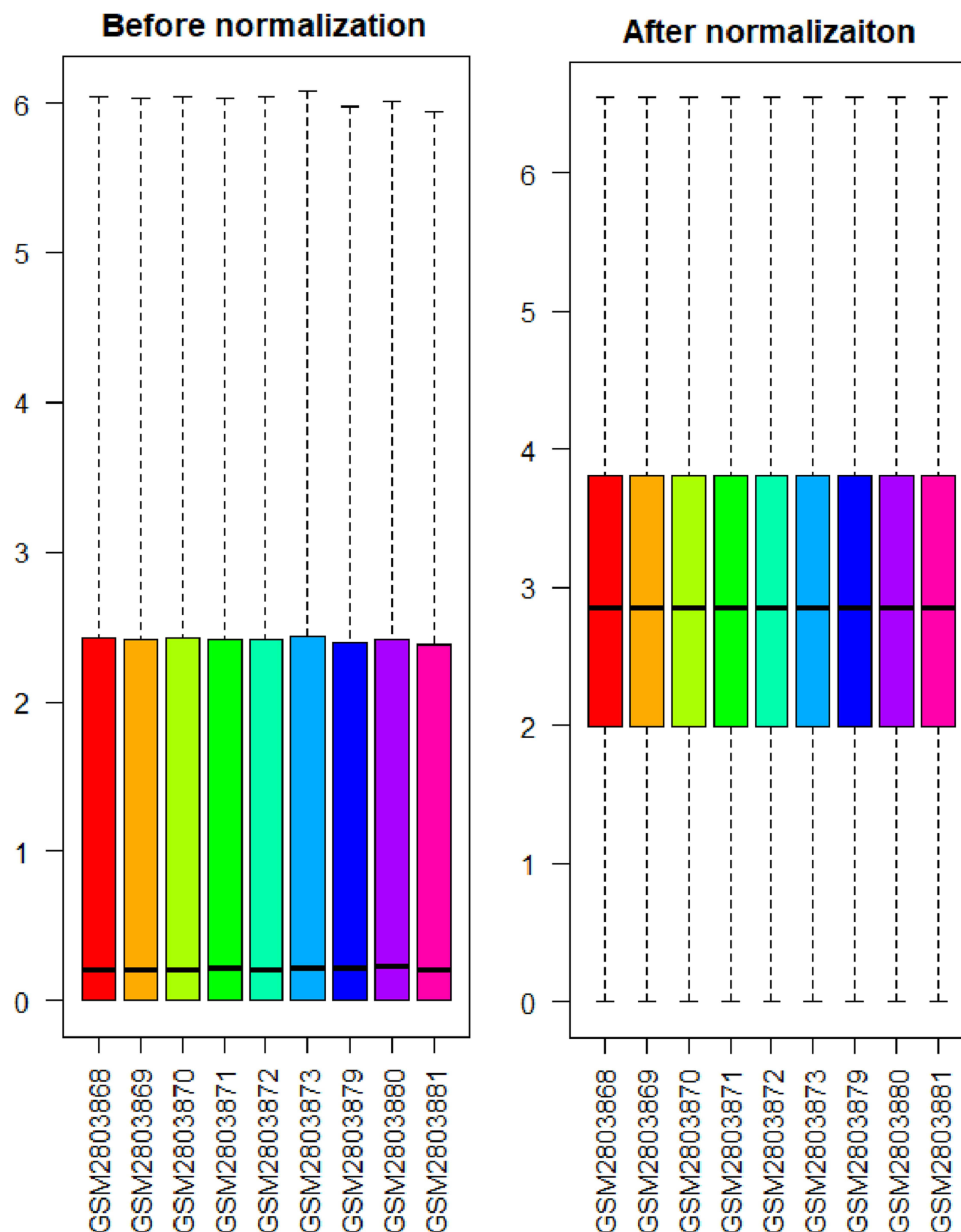 Before normalization
6
5
4
3
2
1
0
GSM2803868
GSM2803869
GSM2803870
GSM2803871
GSM2803872
GSM2803873
GSM2803879
GSM2803880
GSM2803881
After normalizaiton
6
5
4
3
2
1
0
GSM2803868
GSM2803869
GSM2803870
GSM2803871
GSM2803872
GSM2803873
GSM2803879
GSM2803880
GSM2803881